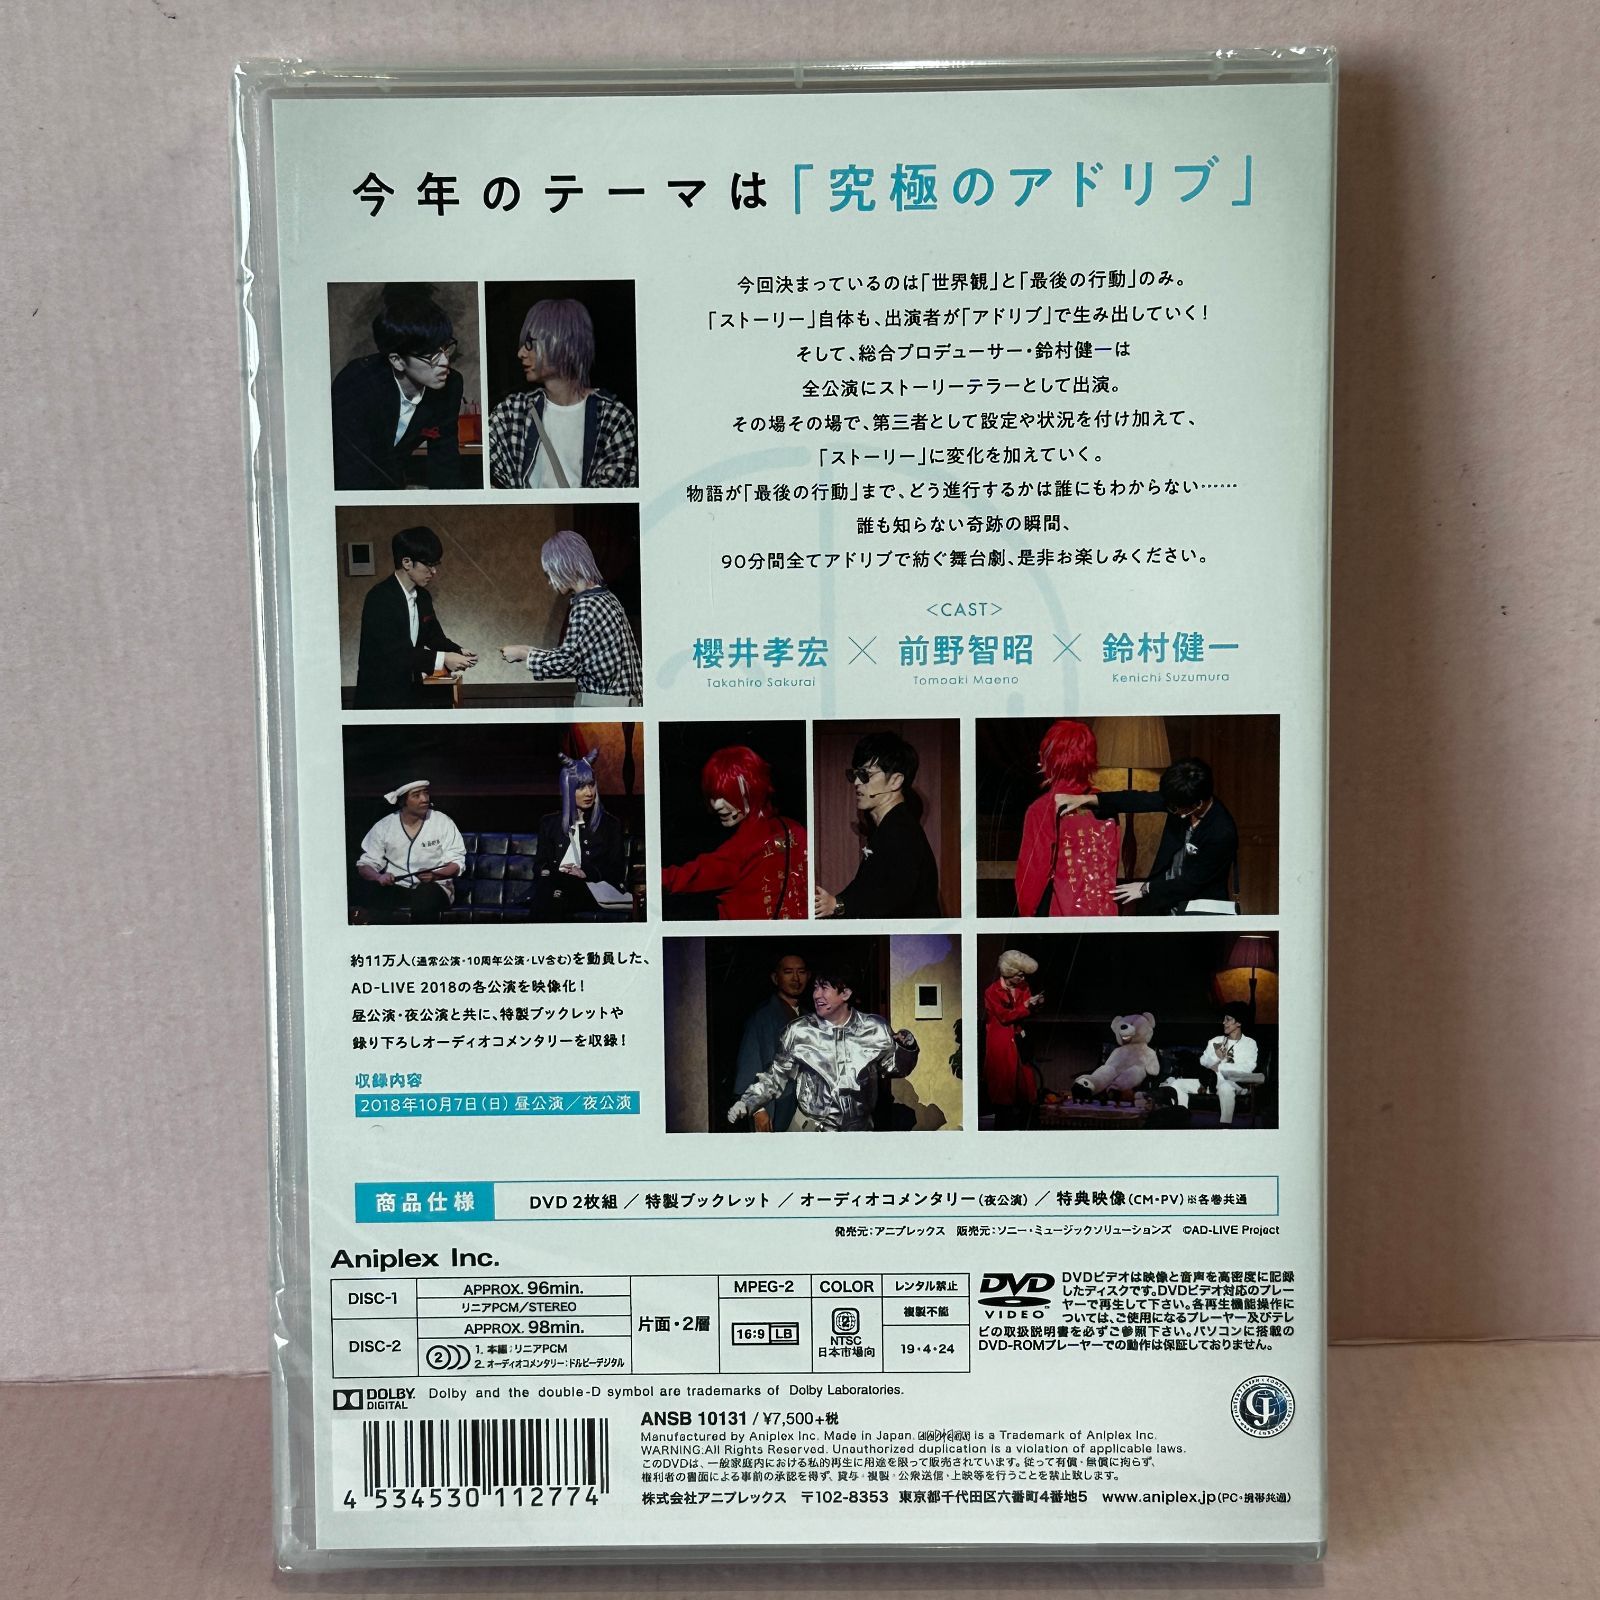 今年のテーマは「究極のアドリブ」
今回決まっているのは「世界観」と「最後の行動」のみ。
「ストーリー」自体も、出演者が「アドリブ」で生み出していく!
そして、総合プロデューサー・鈴村健一は
全公演にストーリーテラーとして出演。
その場その場で、第三者として設定や状況を付け加えて、
「ストーリー」に変化を加えていく。
物語が「最後の行動」まで、どう進行するかは誰にもわからない……
誰も知らない奇跡の瞬間、
90分間全てアドリブで紡ぐ舞台劇、是非お楽しみください。
<CAST>
櫻井孝宏 × 前野智昭 × 鈴村健一
Takahiro Sakurai Tomoaki Maeno Kenichi Suzumura
約11万人(通常公演・10周年公演・LV含む)を動員した、
AD-LIVE 2018の各公演を映像化!
昼公演・夜公演と共に、特製ブックレットや
録り下ろしオーディオコメンタリーを収録!
収録内容
2018年10月7日(日) 昼公演/夜公演
商品仕様 DVD 2枚組 / 特製ブックレット / オーディオコメンタリー(夜公演) / 特典映像(CM・PV)※各巻共通
発売元:アニプレックス 販売元:ソニー・ミュージックソリューションズ ©AD-LIVE Project
Aniplex Inc.
DISC-1 APPROX. 96min.
リニアPCM/STEREO
DISC-2 APPROX. 98min.
2 1. 本編:リニアPCM
2. オーディオコメンタリー:ドルビーデジタル
片面・2層
MPEG-2
16:9 LB
COLOR
2
NTSC
日本市場向
レンタル禁止
複製不能
19・4・24
DVD
VIDEO
DVDビデオは映像と音声を高密度に記録
したディスクです。DVDビデオ対応のプレー
ヤーで再生して下さい。各再生機能操作に
ついては、ご使用になるプレーヤー及びテレ
ビの取扱説明書を必ずご参照下さい。パソコンに搭載の
DVD-ROMプレーヤーでの動作は保証しておりません。
DOLBY
DIGITAL
Dolby and the double-D symbol are trademarks of Dolby Laboratories.
ANSB 10131 / ¥7,500+税
Manufactured by Aniplex Inc. Made in Japan. is a Trademark of Aniplex Inc.
WARNING:All Rights Reserved. Unauthorized duplication is a violation of applicable laws.
このDVDは、一般家庭内における私的再生に用途を限って販売されています。従って有償・無償に拘らず、
権利者の書面による事前の承認を得ず、貸与・複製・公衆送信・上映等を行うことを禁止致します。
株式会社アニプレックス 〒102-8353 東京都千代田区六番町4番地5 www.aniplex.jp(PC・携帯共通)
4 534530 112774